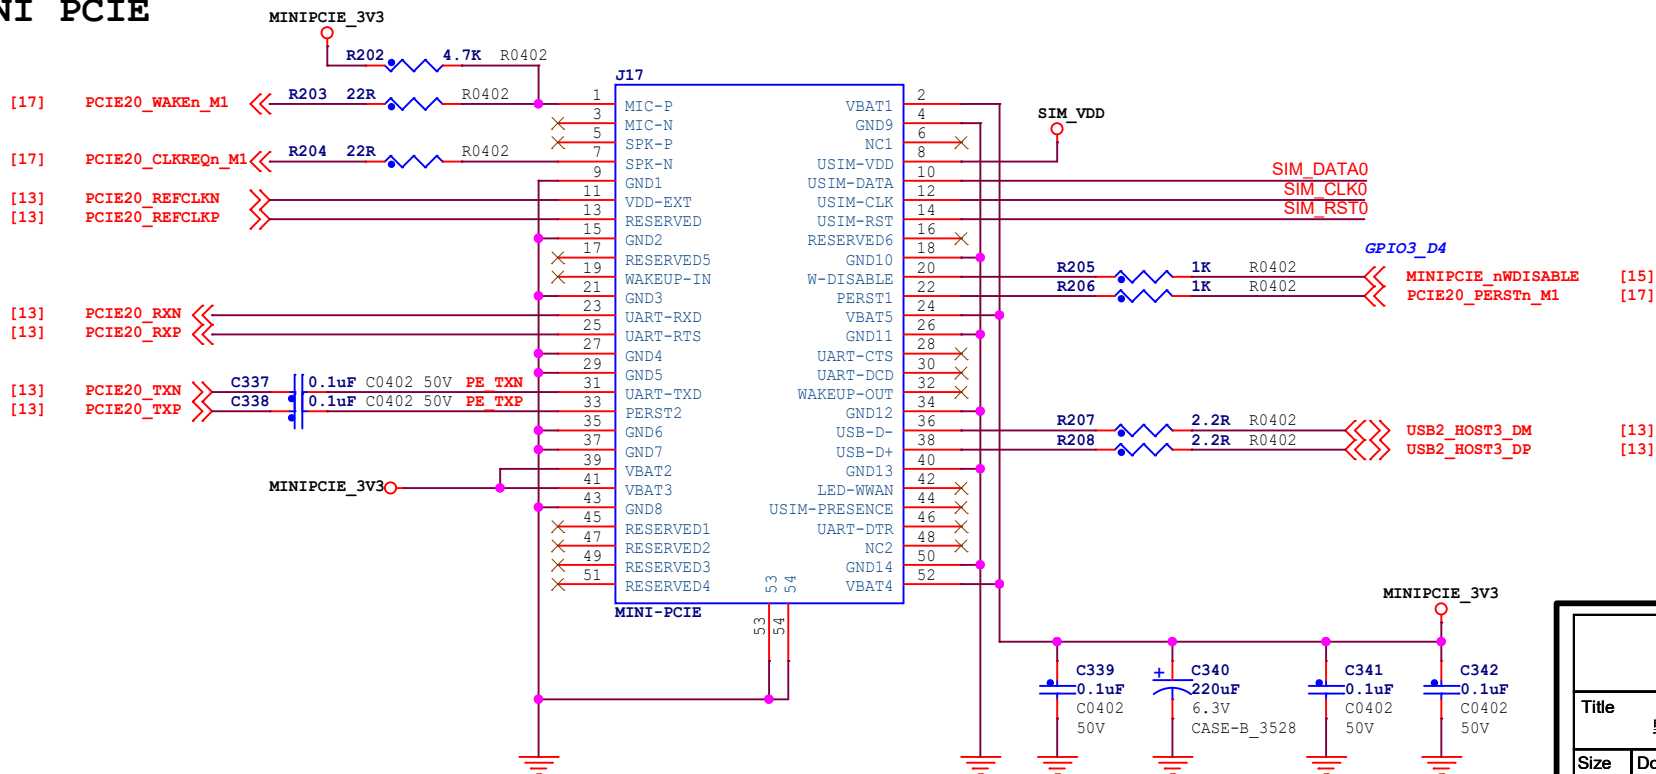 NI PCIE
MINIPCIE_3V3
R202 4.7K R0402
J17
[17] PCIE20_WAKEn_M1 R203 22R R0402 1 MIC-P VBAT1 2
3 MIC-N GND9 4 SIM_VDD
5 SPK-P NC1 6
[17] PCIE20_CLKREQn_M1 R204 22R R0402 7 SPK-N USIM-VDD 8
9 GND1 USIM-DATA 10 SIM_DATA0
[13] PCIE20_REFCLKN 11 VDD-EXT USIM-CLK 12 SIM_CLK0
[13] PCIE20_REFCLKP 13 RESERVED USIM-RST 14 SIM_RST0
15 GND2 RESERVED6 16
17 RESERVED5 GND10 18 GPIO3_D4
19 WAKEUP-IN W-DISABLE 20 R205 1K R0402 MINIPCIE_nWDISABLE [15]
21 GND3 PERST1 22 R206 1K R0402 PCIE20_PERSTn_M1 [17]
[13] PCIE20_RXN 23 UART-RXD VBAT5 24
[13] PCIE20_RXP 25 UART-RTS GND11 26
27 GND4 UART-CTS 28
29 GND5 UART-DCD 30
[13] PCIE20_TXN C337 0.1uF C0402 50V PE_TXN 31 UART-TXD WAKEUP-OUT 32
[13] PCIE20_TXP C338 0.1uF C0402 50V PE_TXP 33 PERST2 GND12 34
35 GND6 USB-D- 36 R207 2.2R R0402 USB2_HOST3_DM [13]
37 GND7 USB-D+ 38 R208 2.2R R0402 USB2_HOST3_DP [13]
39 VBAT2 GND13 40
MINIPCIE_3V3 41 VBAT3 LED-WWAN 42
43 GND8 USIM-PRESENCE 44
45 RESERVED1 UART-DTR 46
47 RESERVED2 NC2 48
49 RESERVED3 GND14 50
51 RESERVED4 VBAT4 52
53 54
MINI-PCIE
53 54
MINIPCIE_3V3
C339 C340 C341 C342
0.1uF + 220uF 0.1uF 0.1uF
C0402 6.3V C0402 C0402
50V CASE-B_3528 50V 50V
Title
Size